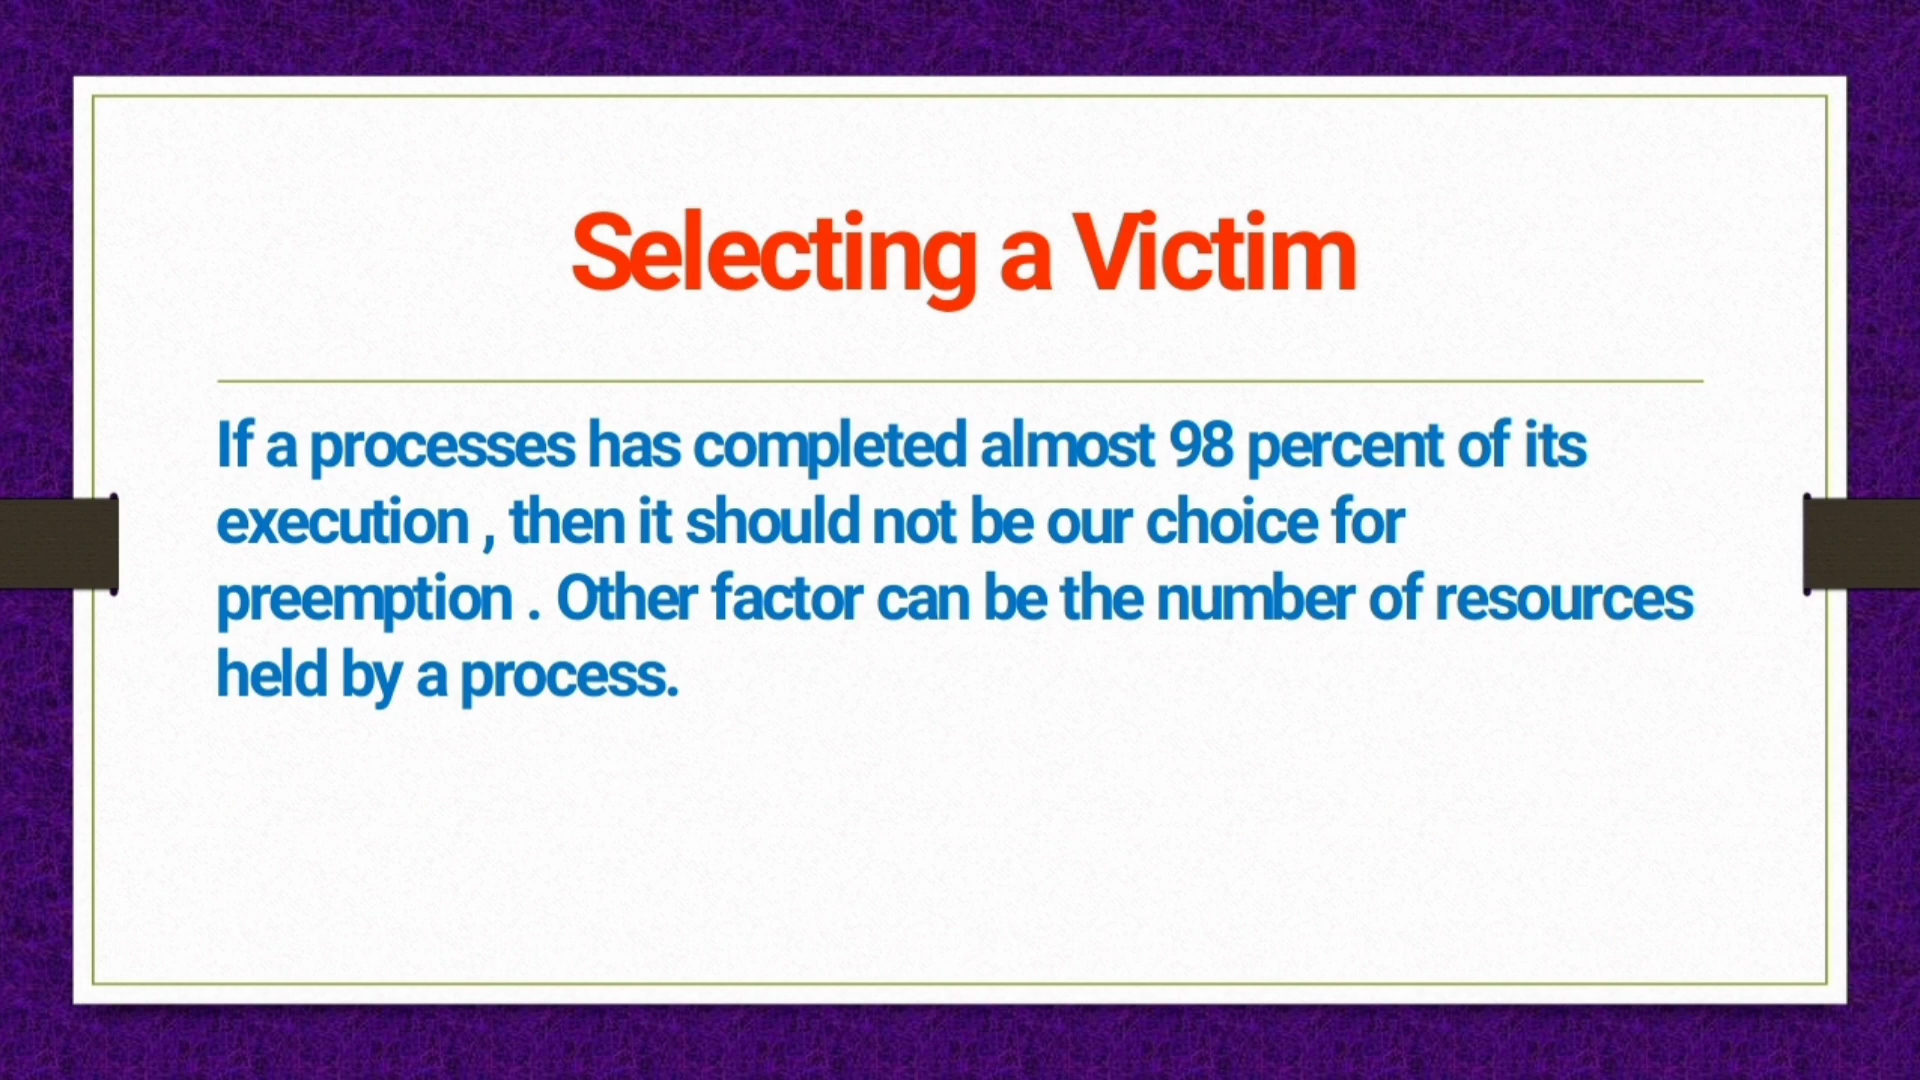 Selecting a Victim
If a processes has completed almost 98 percent of its
execution , then it should not be our choice for
preemption . Other factor can be the number of resources
held by a process.